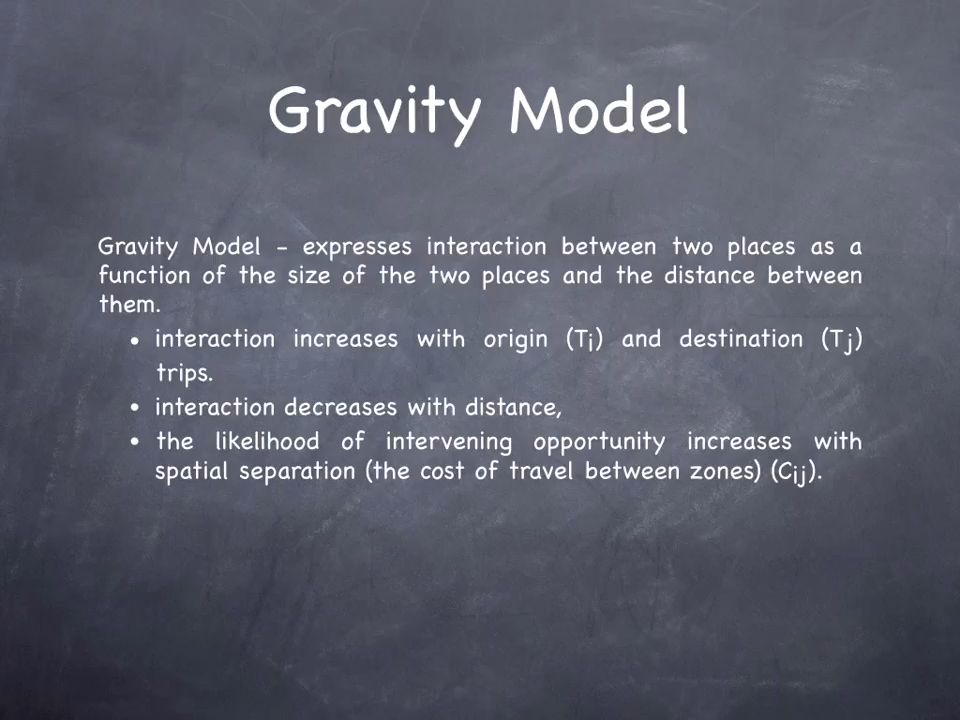 Gravity Model
Gravity Model - expresses interaction between two places as a
function of the size of the two places and the distance between
them.
• interaction increases with origin (Ti) and destination (Tj)
trips.
• interaction decreases with distance,
• the likelihood of intervening opportunity increases with
spatial separation (the cost of travel between zones) (Cij).